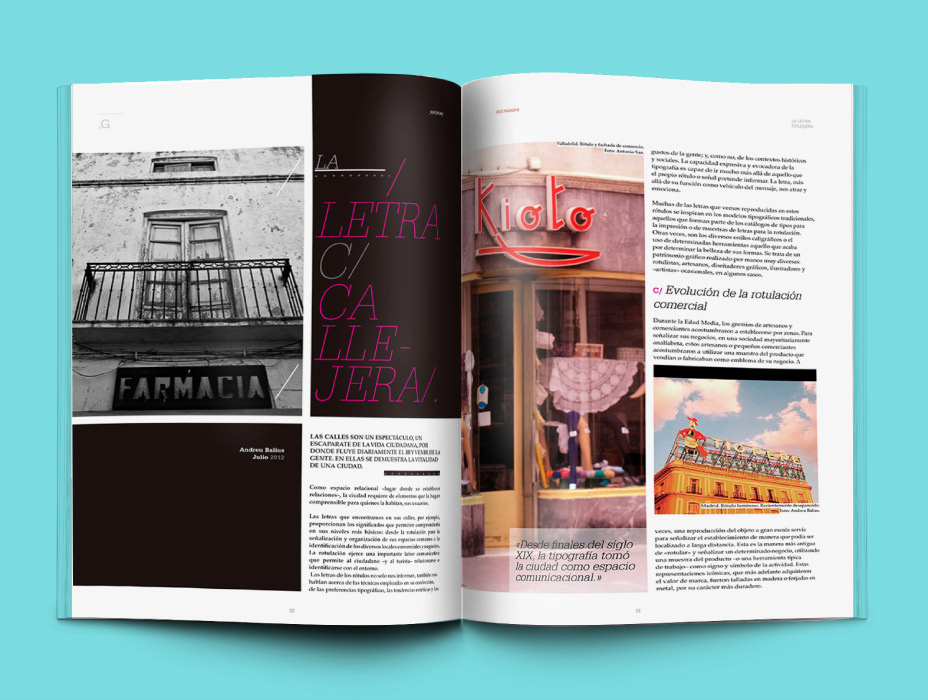 G
INFORME
LA
LETRA
C/
CA
LLE-
JERA/.
FARMACIA
Andreu Balius
Julio 2012
LAS CALLES SON UN ESPECTÁCULO, UN
ESCAPARATE DE LA VIDA CIUDADANA, POR
DONDE FLUYE DIARIAMENTE EL IR Y VENIR DE LA
GENTE. EN ELLAS SE DEMUESTRA LA VITALIDAD
DE UNA CIUDAD.
Como espacio relacional «lugar donde se establecen
relaciones», la ciudad requiere de elementos que la hagan
comprensible para quienes la habitan, sus usuarios.
Las letras que encontramos en sus calles, por ejemplo,
proporcionan los significados que permiten comprenderla
en sus niveles más básicos: desde la rotulación para la
señalización y organización de sus espacios comunes a la
identificación de los diversos locales comerciales y negocios.
La rotulación ejerce una importante labor comunicativa
que permite al ciudadano «y al turista» relacionarse e
identificarse con el entorno.
Las letras de los rótulos no sólo nos informan, también nos
hablan acerca de las técnicas empleadas en su confección,
de las preferencias tipográficas, las tendencias estéticas y los
LA LETRA
CALLEJERA
Valladolid. Rótulo y fachada de comercio.
Foto: Antonio San.
Kioto
«Desde finales del siglo
XIX, la tipografía tomó
la ciudad como espacio
comunicacional.»
gustos de la gente; y, como no, de los contextos históricos
y sociales. La capacidad expresiva y evocadora de la
tipografía es capaz de ir mucho más allá de aquello que
el propio rótulo o señal pretende informar. La letra, más
allá de su función como vehículo del mensaje, nos atrae y
emociona.
Muchas de las letras que vemos reproducidas en estos
rótulos se inspiran en los modelos tipográficos tradicionales,
aquellos que forman parte de los catálogos de tipos para
la impresión o de muestras de letras para la rotulación.
Otras veces, son los diversos estilos caligráficos o el
uso de determinadas herramientas aquello que acaba
por determinar la belleza de sus formas. Se trata de un
patrimonio gráfico realizado por manos muy diversas:
rotulistas, artesanos, diseñadores gráficos, ilustradores y
«artistas» ocasionales, en algunos casos.
C/ Evolución de la rotulación
comercial
Durante la Edad Media, los gremios de artesanos y
comerciantes acostumbraron a establecerse por zonas. Para
señalizar sus negocios, en una sociedad mayoritariamente
analfabeta, estos artesanos o pequeños comerciantes
acostumbraron a utilizar una muestra del producto que
vendían o fabricaban como emblema de su negocio. A
TIO PEPE
Madrid. Rótulo luminoso. Recientemente desaparecido.
Foto: Andreu Balius.
veces, una reproducción del objeto a gran escala servía
para señalizar el establecimiento de manera que podía ser
localizado a larga distancia. Esta es la manera más antigua
de «rotular» y señalizar un determinado negocio, utilizando
una muestra del producto «o una herramienta típica
de trabajo» como signo y símbolo de la actividad. Estas
representaciones icónicas, que más adelante adquirieron
el valor de marca, fueron talladas en madera o forjadas en
metal, por su carácter más duradero.